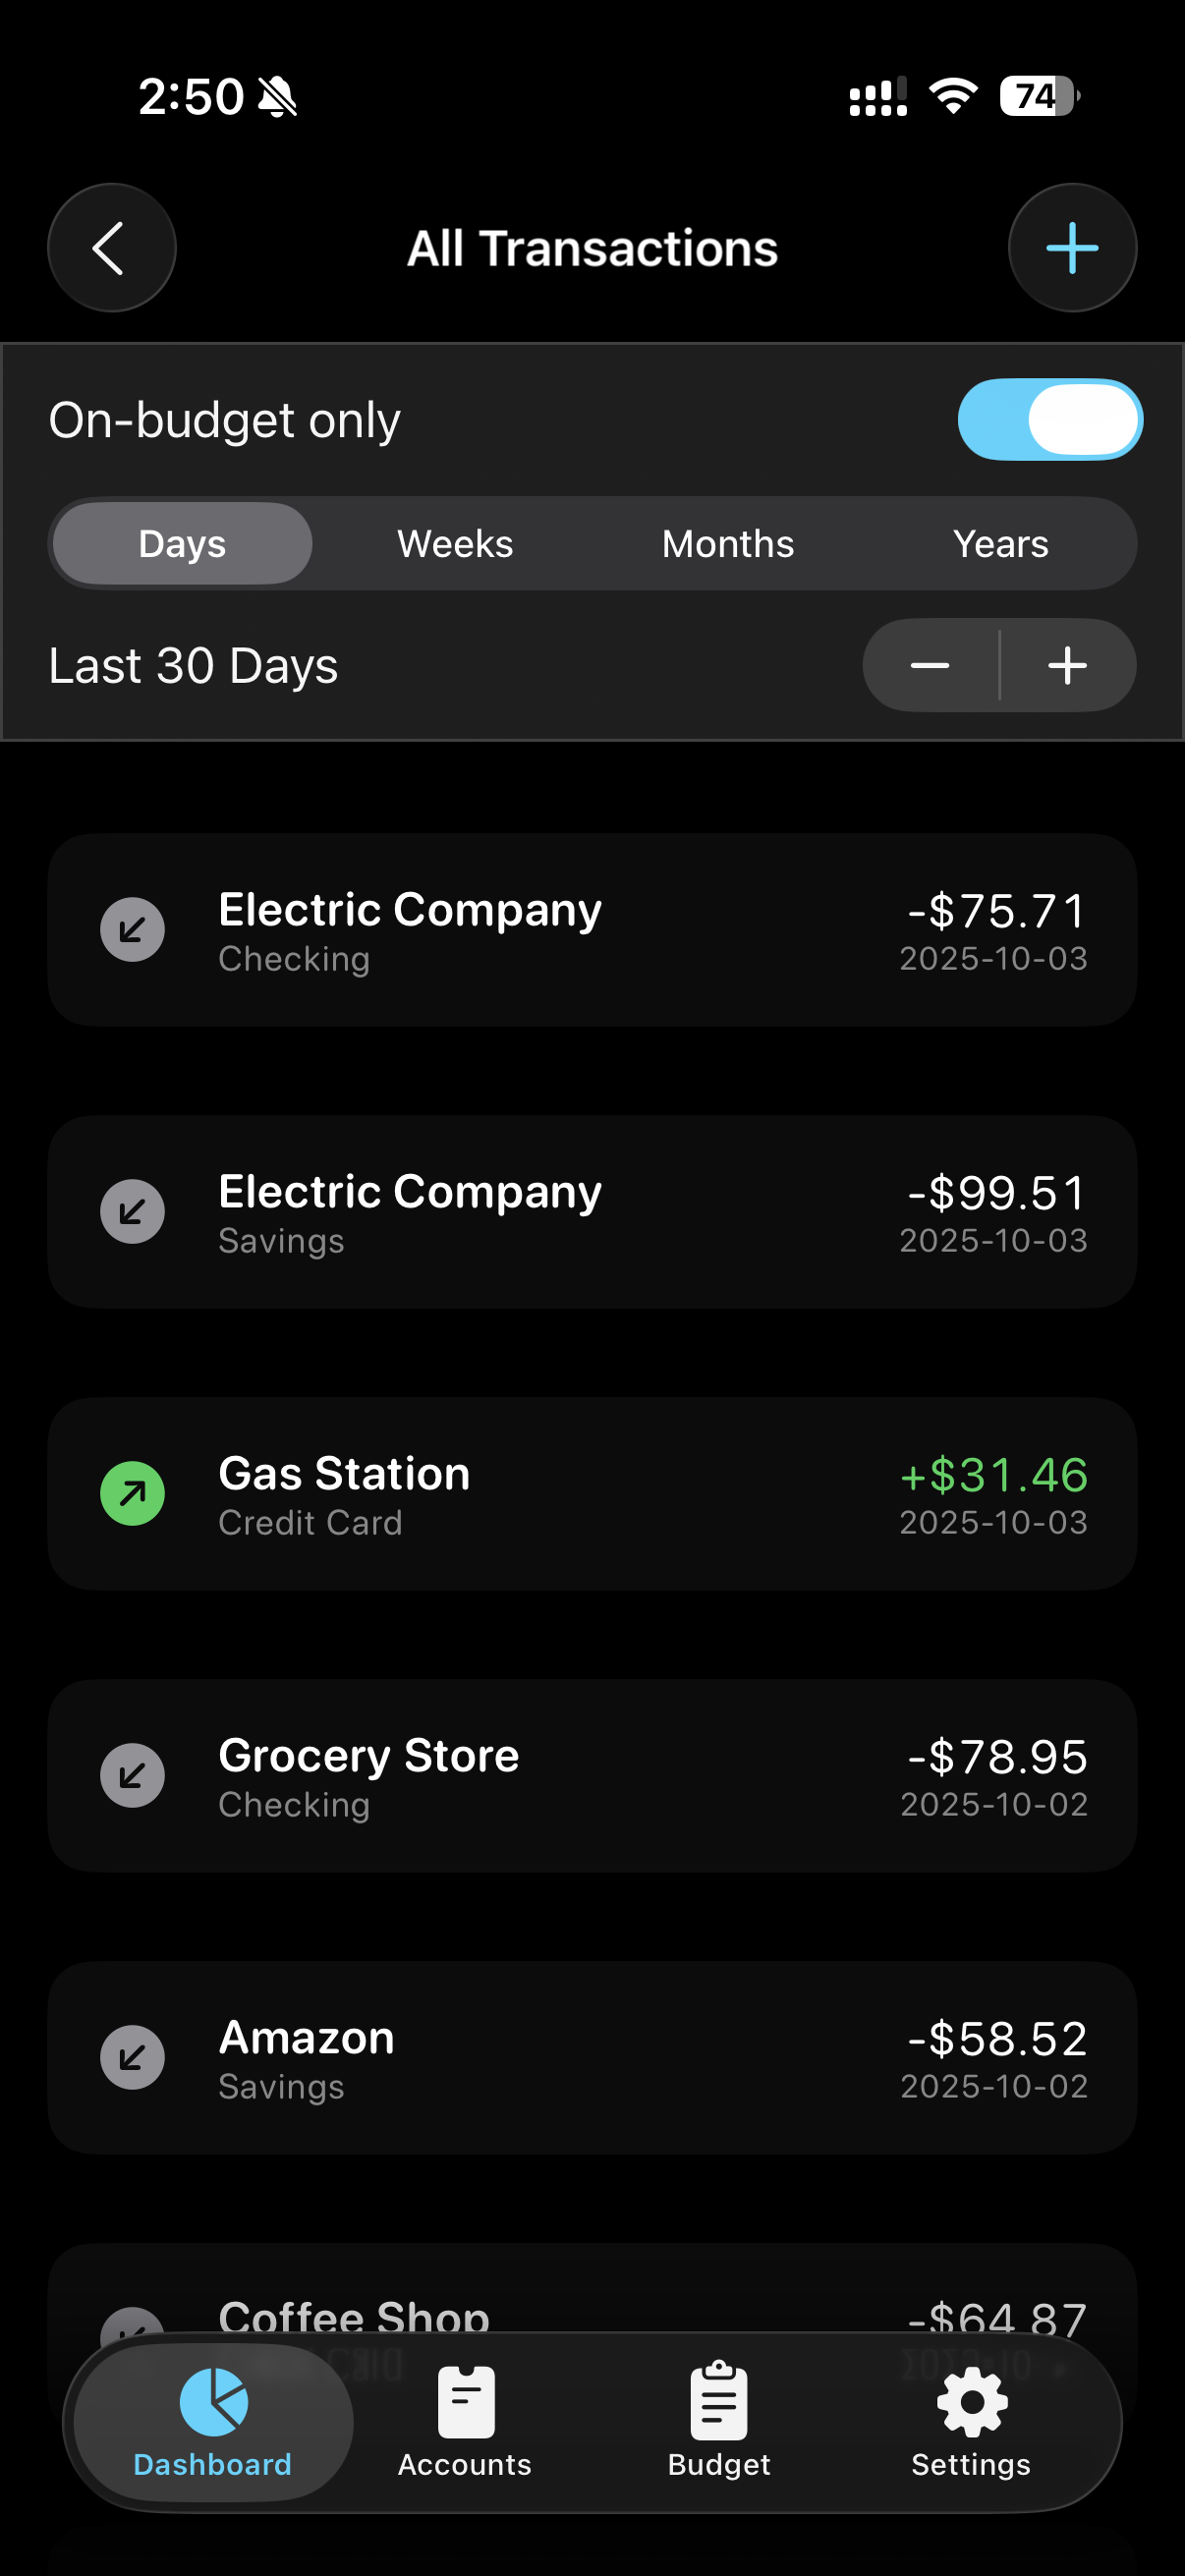 2:50
74
All Transactions
On-budget only
Days Weeks Months Years
Last 30 Days
Electric Company -$75.71
Checking 2025-10-03
Electric Company -$99.51
Savings 2025-10-03
Gas Station +$31.46
Credit Card 2025-10-03
Grocery Store -$78.95
Checking 2025-10-02
Amazon -$58.52
Savings 2025-10-02
Coffee Shop -$64.87
Dashboard Accounts Budget Settings